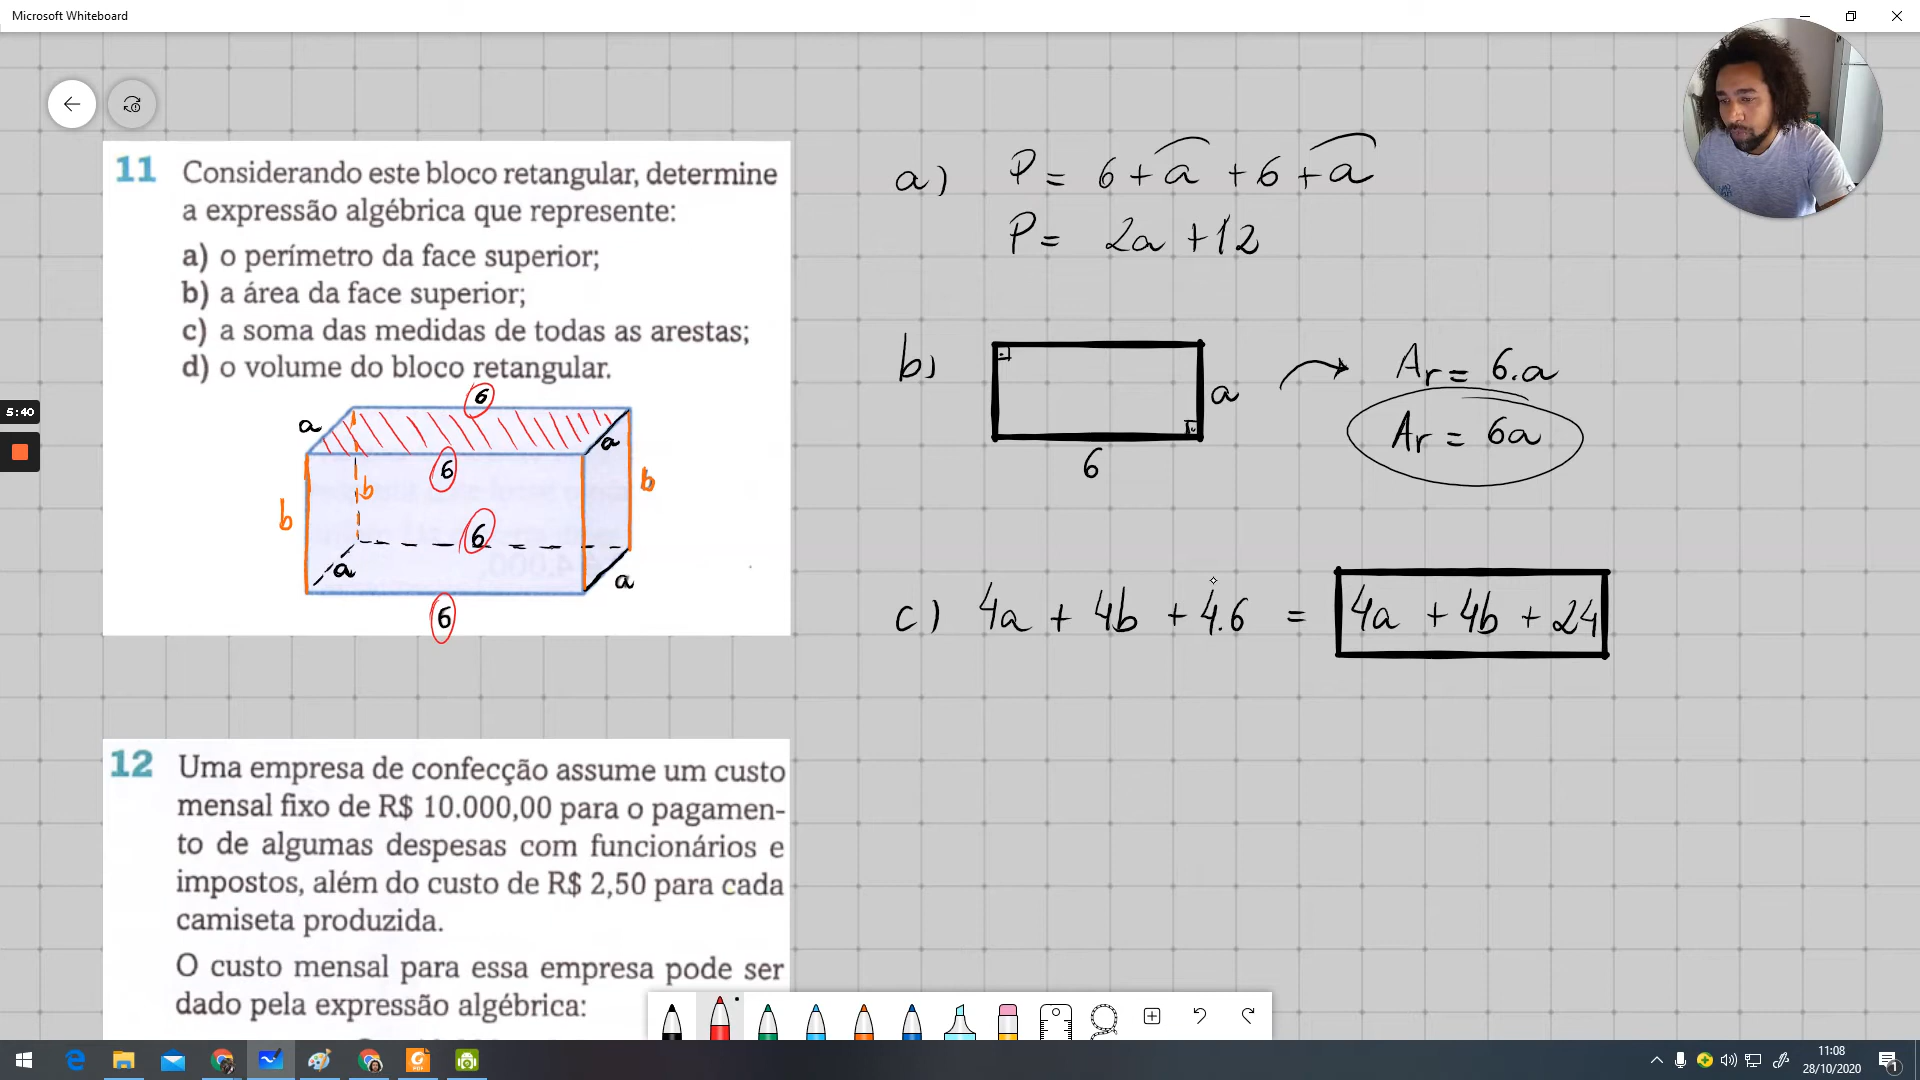 Microsoft Whiteboard
11 Considerando este bloco retangular, determine
a expressão algébrica que represente:
a) o perímetro da face superior;
b) a área da face superior;
c) a soma das medidas de todas as arestas;
d) o volume do bloco retangular.
5:40
6
a
a
6
b
b
b
6
a
a
6
a) P = 6 + a + 6 + a
P = 2a + 12
b)
a
6
Ar = 6.a
Ar = 6a
c) 4a + 4b + 4.6 = 4a + 4b + 24
12 Uma empresa de confecção assume um custo
mensal fixo de R$ 10.000,00 para o pagamen-
to de algumas despesas com funcionários e
impostos, além do custo de R$ 2,50 para cada
camiseta produzida.
O custo mensal para essa empresa pode ser
dado pela expressão algébrica:
11:08
28/10/2020
1